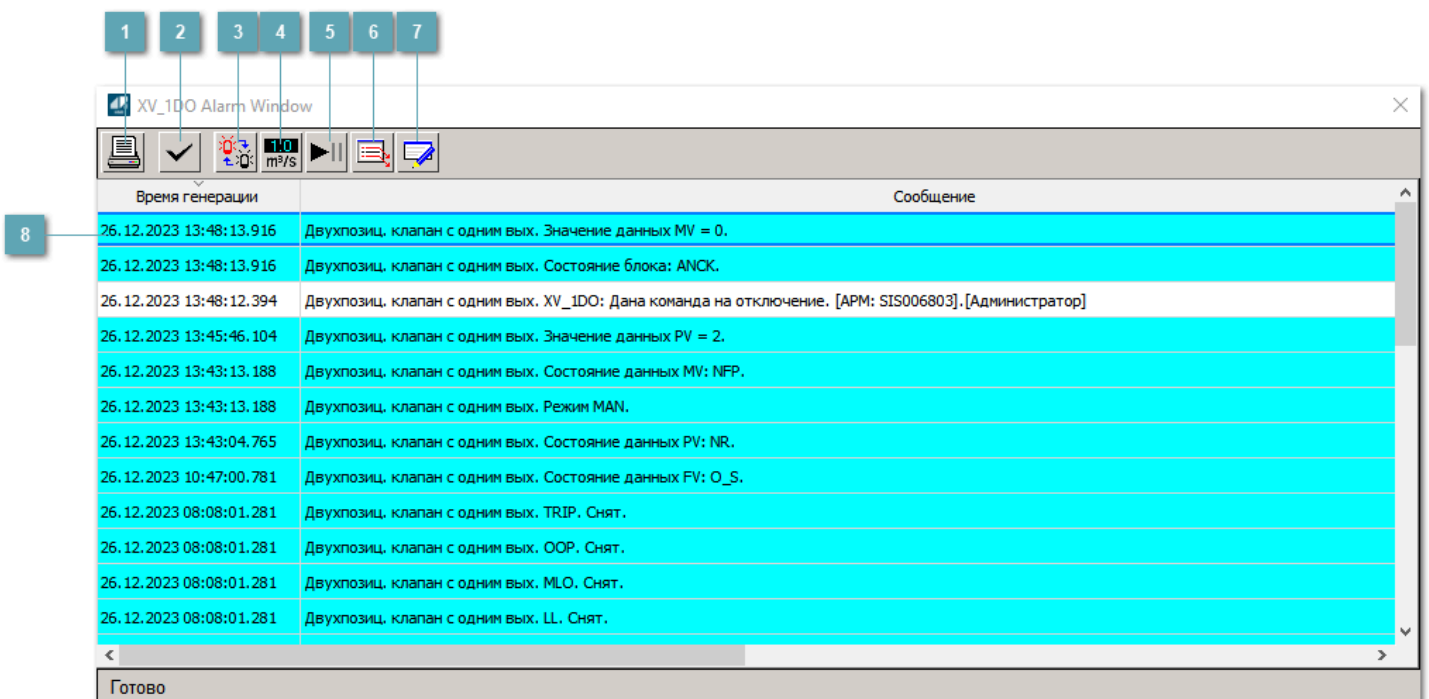 1 2 3 4 5 6 7
XV_1DO Alarm Window
1.0
m³/s
Время генерации Сообщение
8
26.12.2023 13:48:13.916 Двухпозиц. клапан с одним вых. Значение данных MV = 0.
26.12.2023 13:48:13.916 Двухпозиц. клапан с одним вых. Состояние блока: ANCK.
26.12.2023 13:48:12.394 Двухпозиц. клапан с одним вых. XV_1DO: Дана команда на отключение. [АРМ: SIS006803].[Администратор]
26.12.2023 13:45:46.104 Двухпозиц. клапан с одним вых. Значение данных PV = 2.
26.12.2023 13:43:13.188 Двухпозиц. клапан с одним вых. Состояние данных MV: NFP.
26.12.2023 13:43:13.188 Двухпозиц. клапан с одним вых. Режим MAN.
26.12.2023 13:43:04.765 Двухпозиц. клапан с одним вых. Состояние данных PV: NR.
26.12.2023 10:47:00.781 Двухпозиц. клапан с одним вых. Состояние данных FV: O_S.
26.12.2023 08:08:01.281 Двухпозиц. клапан с одним вых. TRIP. Снят.
26.12.2023 08:08:01.281 Двухпозиц. клапан с одним вых. OOP. Снят.
26.12.2023 08:08:01.281 Двухпозиц. клапан с одним вых. MLO. Снят.
26.12.2023 08:08:01.281 Двухпозиц. клапан с одним вых. LL. Снят.
Готово